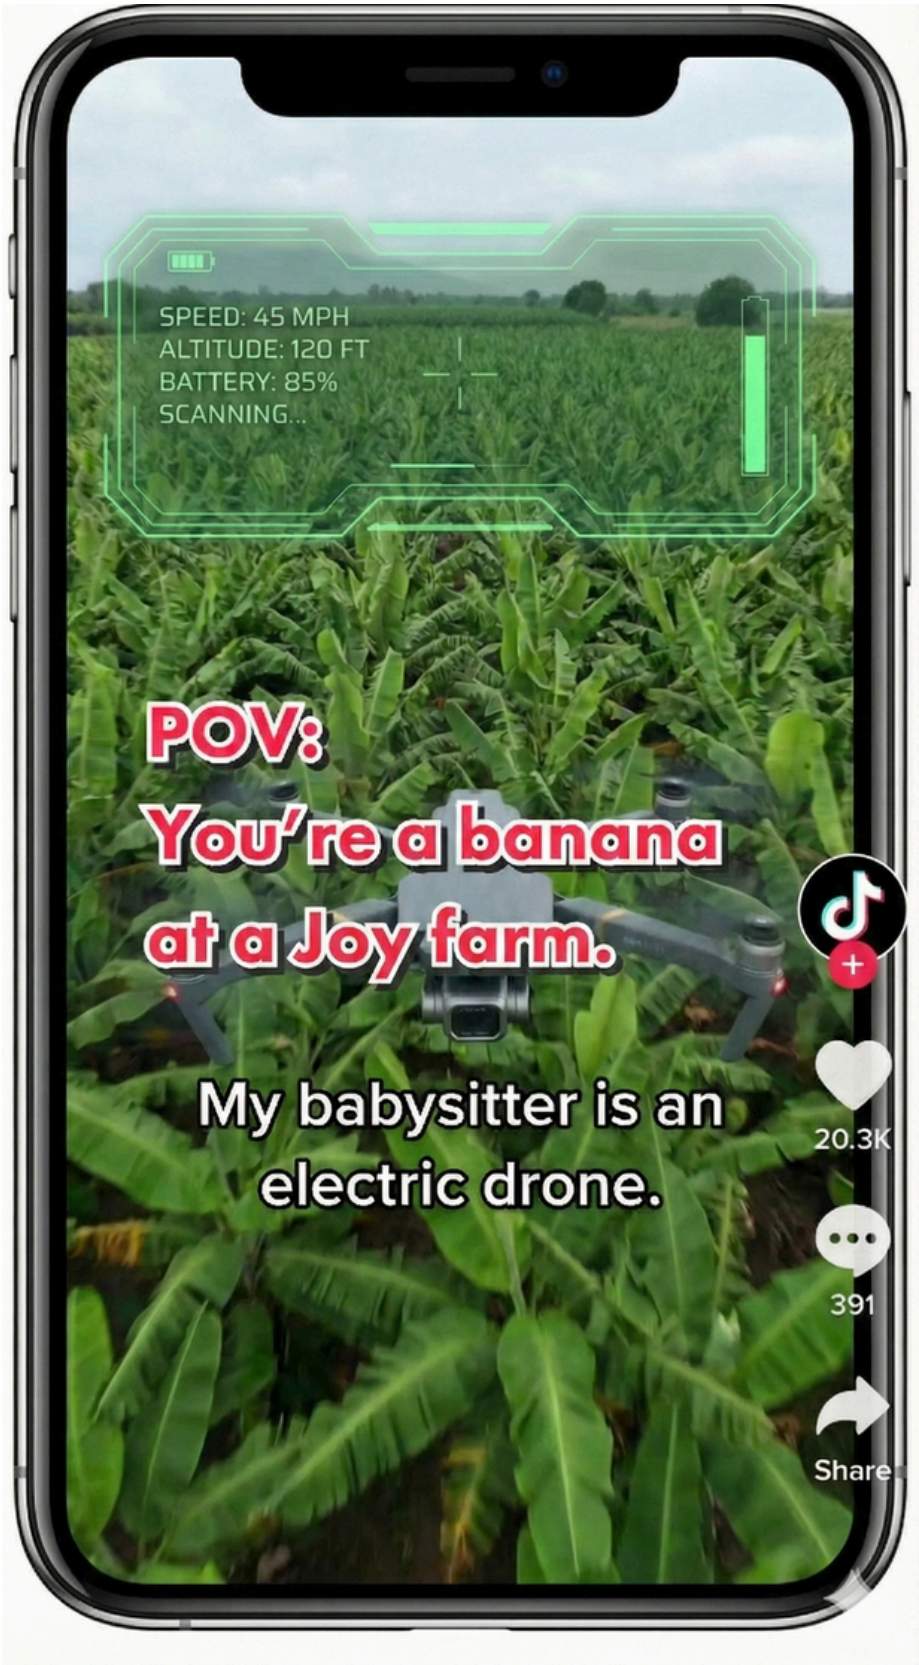 SPEED: 45 MPH
ALTITUDE: 120 FT
BATTERY: 85%
SCANNING...
POV:
You're a banana
at a Joy farm.
My babysitter is an
electric drone.
20.3K
391
Share